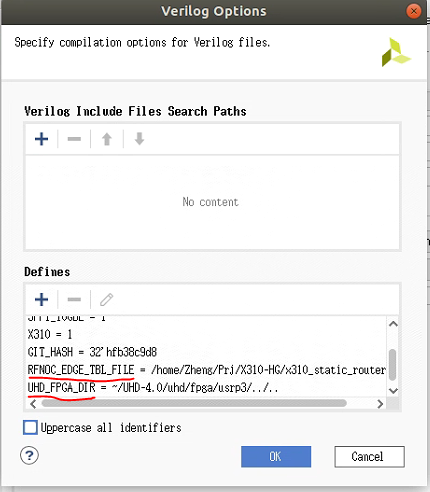 Verilog Options
Specify compilation options for Verilog files.
Verilog Include Files Search Paths
No content
Defines
X310 = 1
GIT_HASH = 32'hfb38c9d8
RFNOC_EDGE_TBL_FILE = /home/Zheng/Prj/X310-HG/x310_static_router
UHD_FPGA_DIR = ~/UHD-4.0/uhd/fpga/usrp3/../..
Uppercase all identifiers
?
OK
Cancel